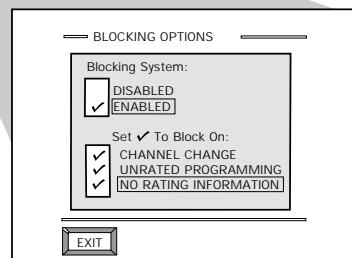 BLOCKING OPTIONS
Blocking System:
DISABLED
✓ ENABLED
Set ✓ To Block On:
✓ CHANNEL CHANGE
✓ UNRATED PROGRAMMING
✓ NO RATING INFORMATION
EXIT